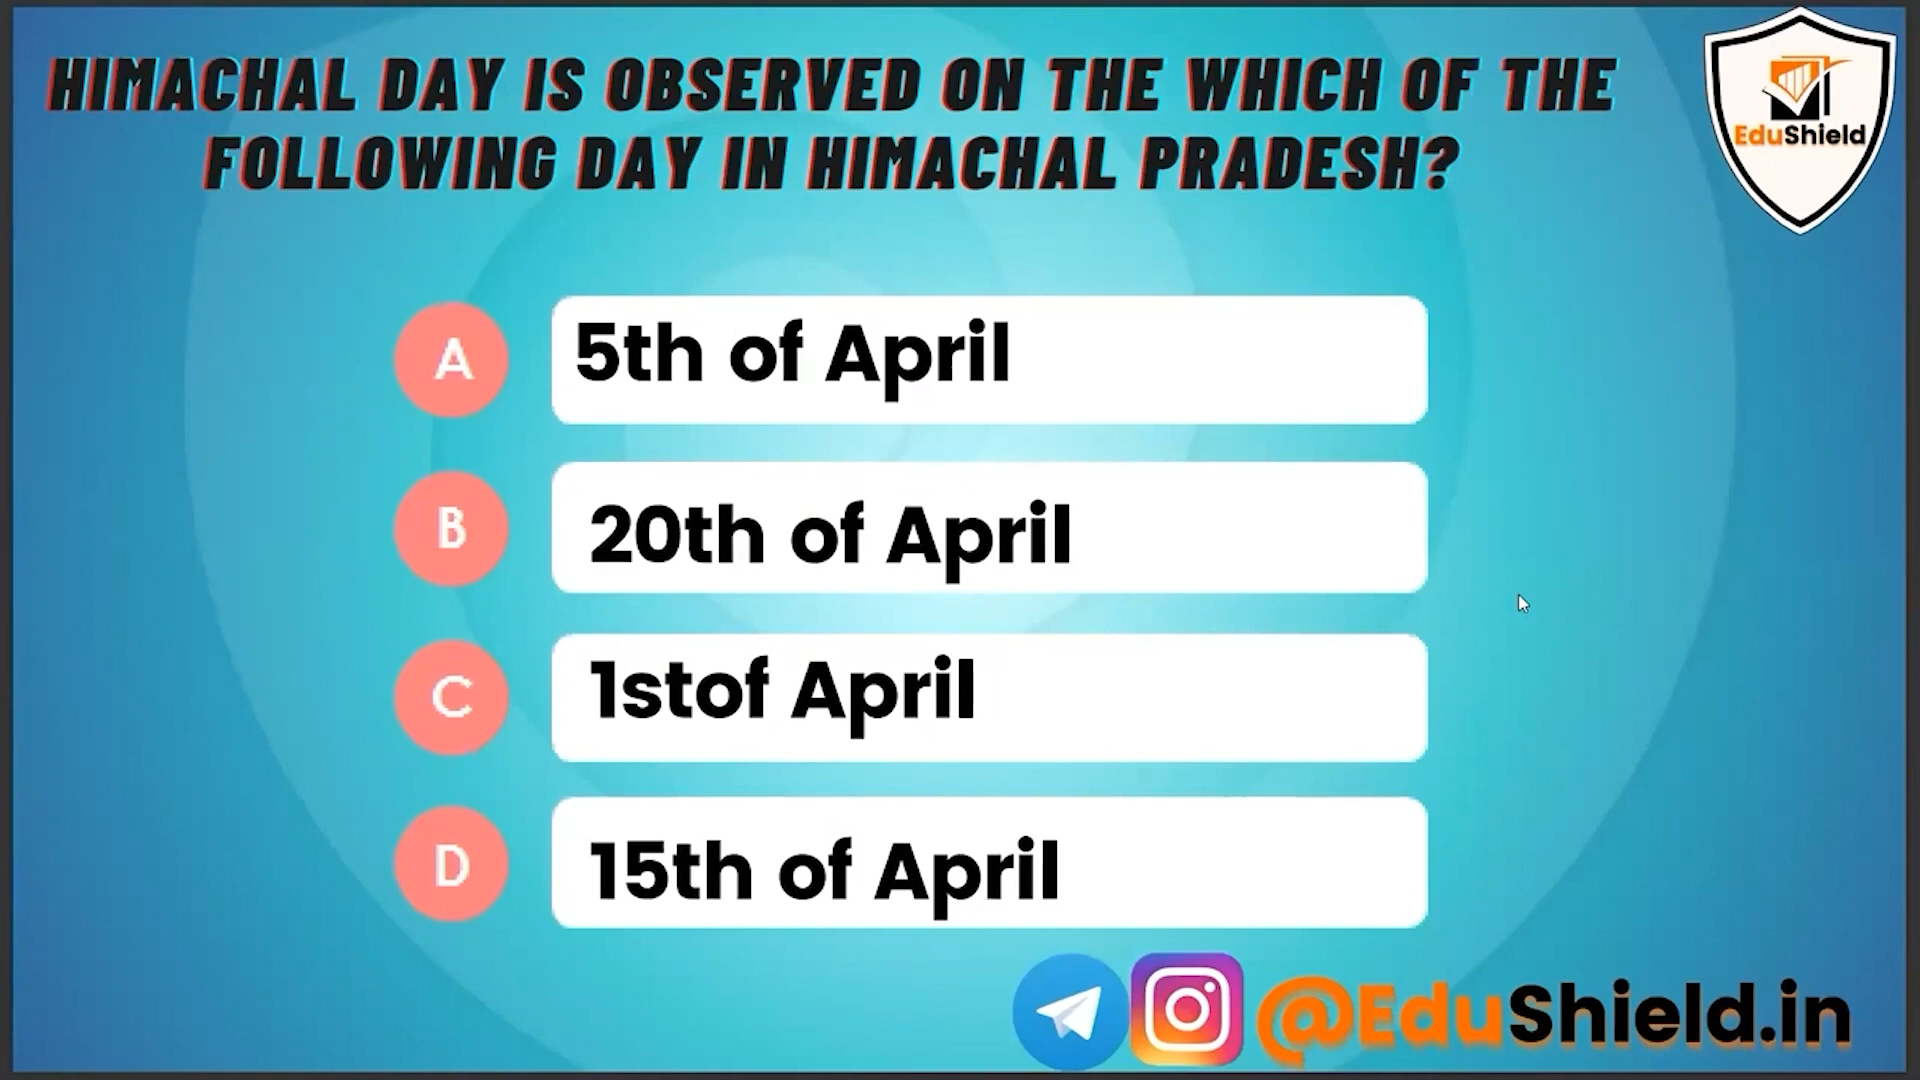 HIMACHAL DAY IS OBSERVED ON THE WHICH OF THE
FOLLOWING DAY IN HIMACHAL PRADESH?
EduShield
A
5th of April
B
20th of April
C
1stof April
D
15th of April
@EduShield.in